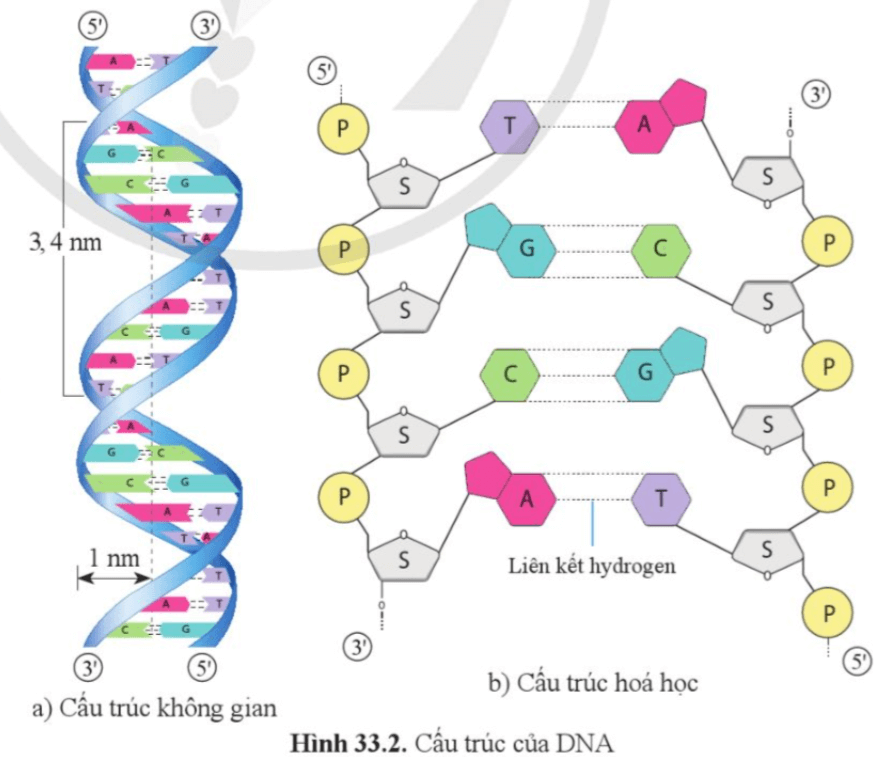 5' 3'
A T
T
A
G C
C G
A T
3,4 nm
T A
T
A T
C G
A T
T
A
G C
C G
A T
T A
1 nm
T
A T
C G
3' 5'
a) Cấu trúc không gian
5'
3'
P T A
O
O
S S
O
P G C P
O
S S
O
P C G P
O
S S
O
P A T P
Liên kết hydrogen
O
S S
O
O
P
3' 5'
b) Cấu trúc hoá học
Hình 33.2. Cấu trúc của DNA